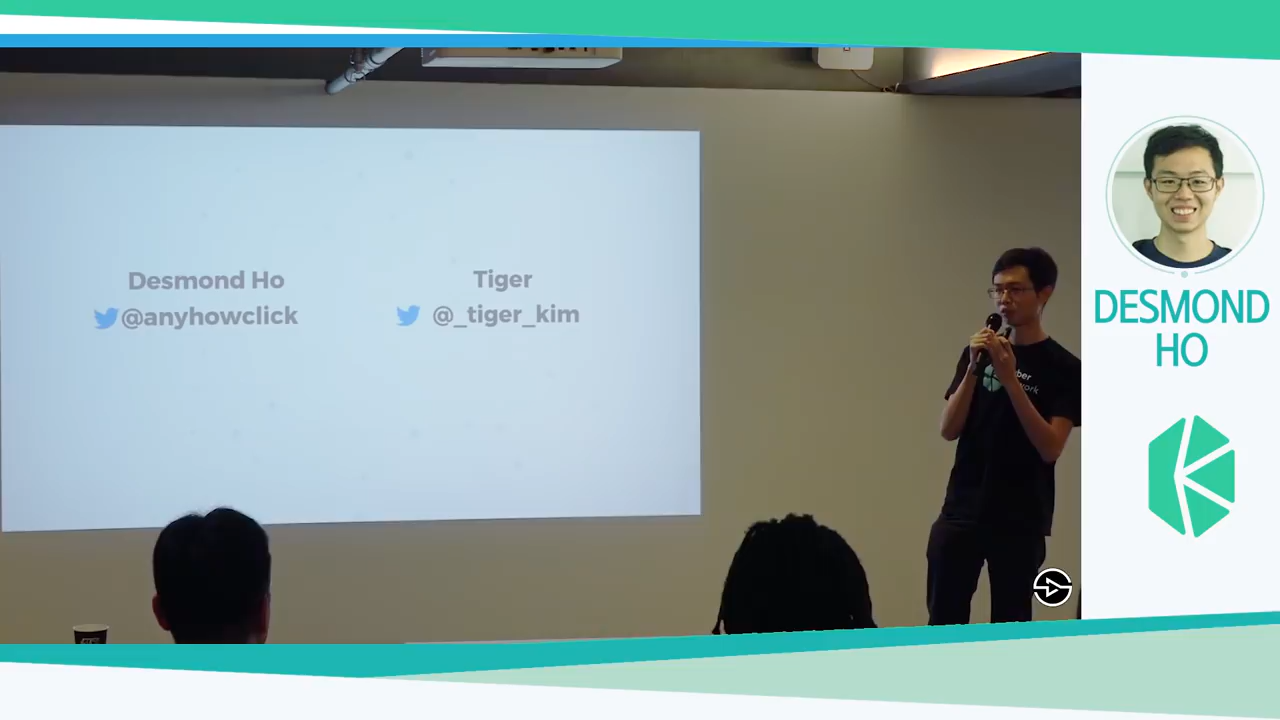 Desmond Ho
@anyhowclick
Tiger
@_tiger_kim
DESMOND
HO